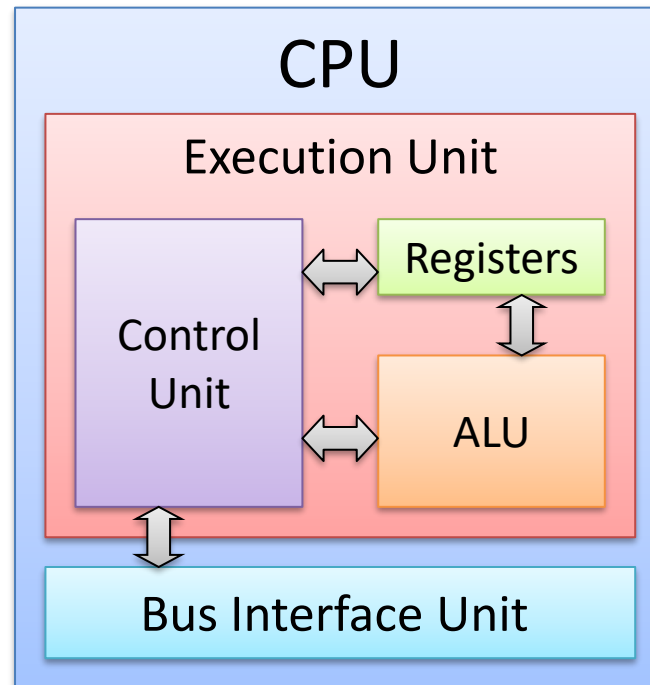 CPU
Execution Unit
Registers
Control
Unit
ALU
Bus Interface Unit